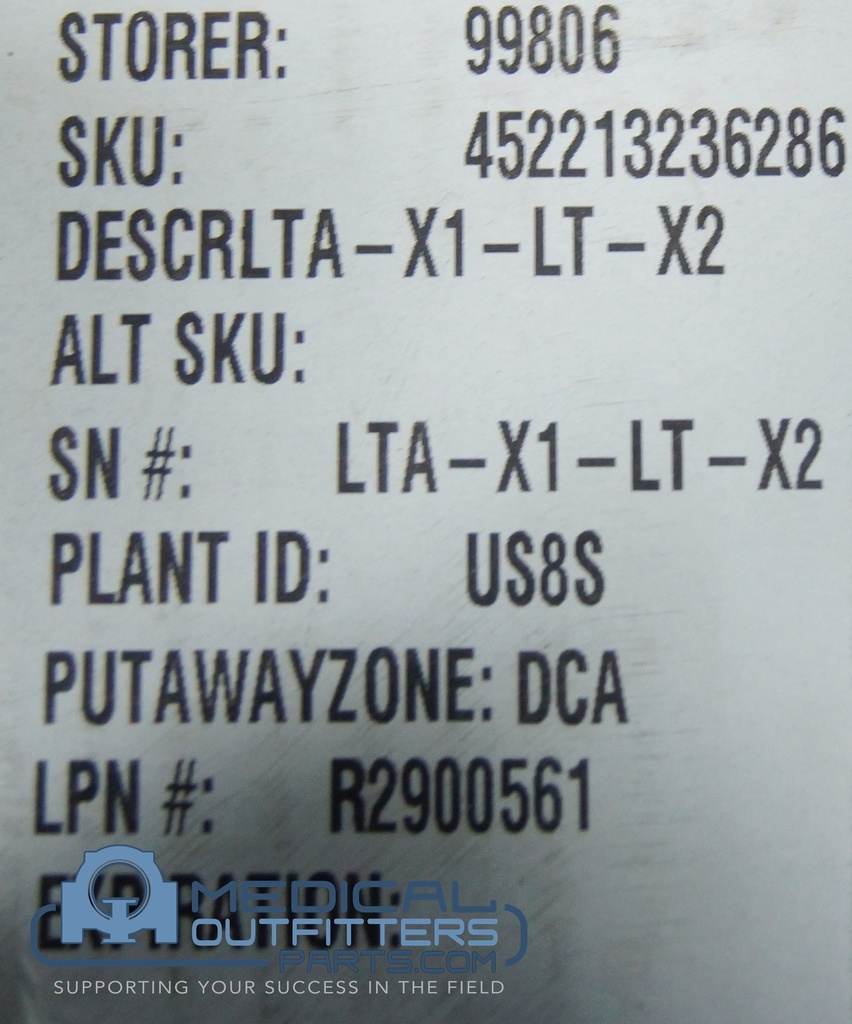 STORER: 99806
SKU: 452213236286
DESCRLTA-X1-LT-X2
ALT SKU:
SN #: LTA-X1-LT-X2
PLANT ID: US8S
PUTAWAYZONE: DCA
LPN #: R2900561
EXPIRATION:
MEDICAL
OUTFITTERS
PARTS.COM
SUPPORTING YOUR SUCCESS IN THE FIELD